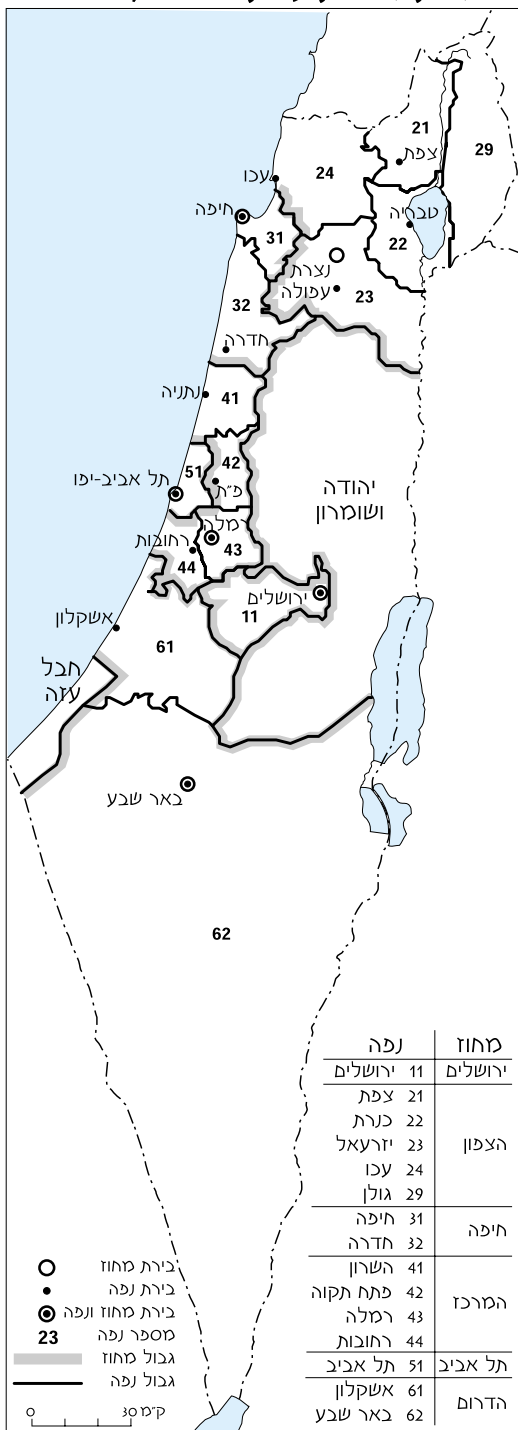 21
צפת
29
24
עכו
חיפה
טבריה
31
22
נצרת
עפולה
23
32
חדרה
נתניה
41
42
51
תל אביב-יפו
פ״ת
יהודה
ושומרון
רמלה
רחובות
43
44
ירושלים
11
אשקלון
61
חבל
עזה
באר שבע
62
מחוז נפה
ירושלים 11 ירושלים
21 צפת
22 כנרת
הצפון 23 יזרעאל
24 עכו
29 גולן
חיפה 31 חיפה
32 חדרה
41 השרון
המרכז 42 פתח תקוה
43 רמלה
44 רחובות
תל אביב 51 תל אביב
הדרום 61 אשקלון
62 באר שבע
בירת מחוז
בירת נפה
בירת מחוז ונפה
מספר נפה 23
גבול מחוז
גבול נפה
0 30 ק״מ